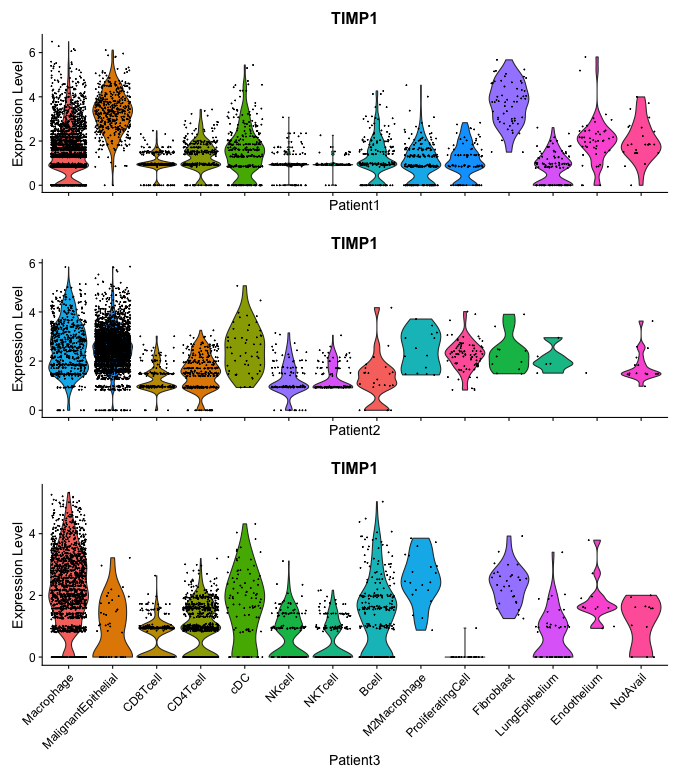 TIMP1
Expression Level
6
4
2
0
Patient1
TIMP1
Expression Level
6
4
2
0
Patient2
TIMP1
Expression Level
4
2
0
Macrophage
MalignantEpithelial
CD8Tcell
CD4Tcell
cDC
NKcell
NKTcell
Bcell
M2Macrophage
ProliferatingCell
Fibroblast
LungEpithelium
Endothelium
NotAvail
Patient3